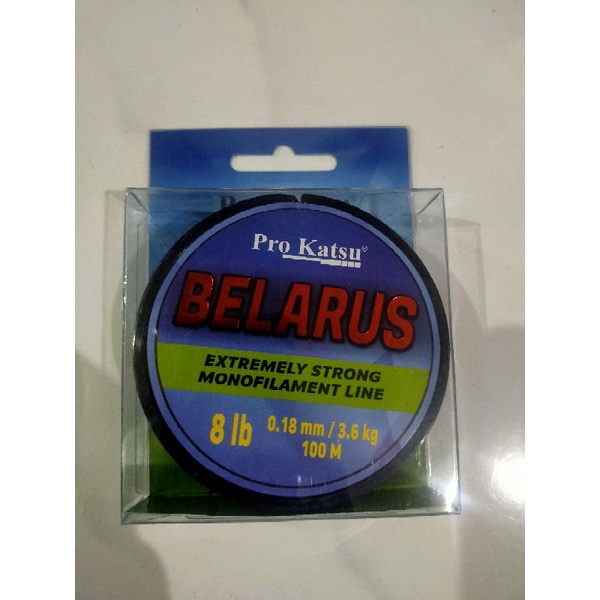 Pro Katsu©
BELARUS
EXTREMELY STRONG
MONOFILAMENT LINE
8 lb
0.18 mm / 3.6 kg
100 M